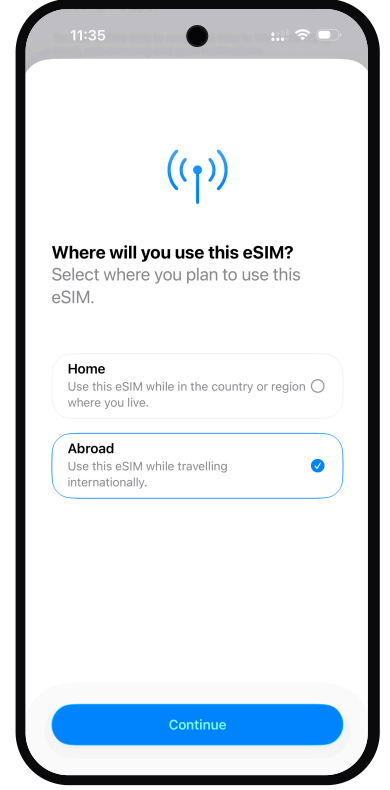 11:35
Where will you use this eSIM?
Select where you plan to use this
eSIM.
Home
Use this eSIM while in the country or region
where you live.
Abroad
Use this eSIM while travelling
internationally.
Continue